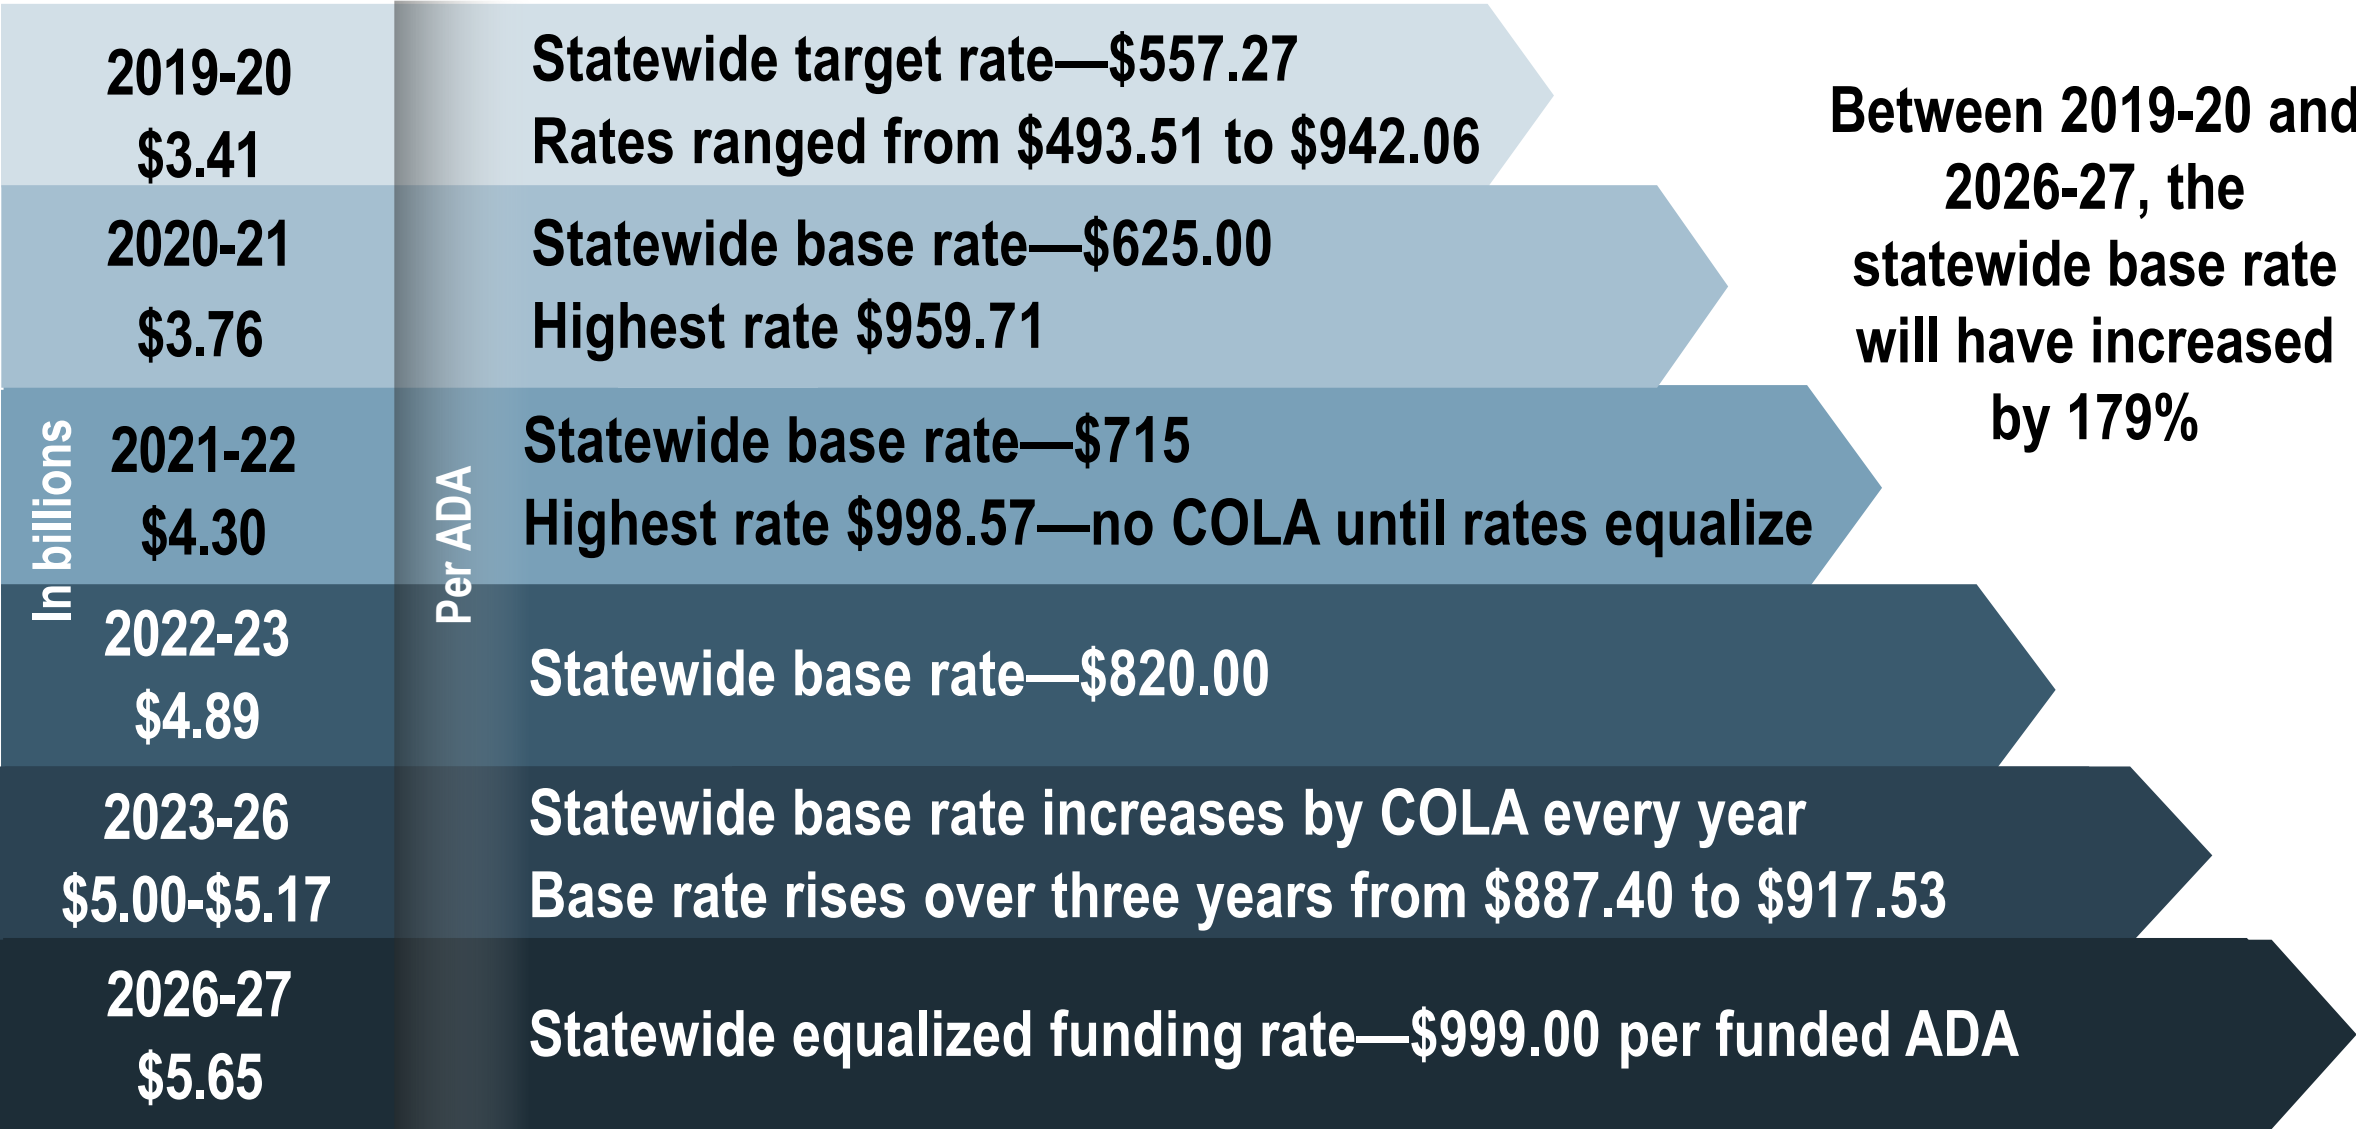 2019-20
$3.41
Statewide target rate—$557.27
Rates ranged from $493.51 to $942.06
2020-21
$3.76
Statewide base rate—$625.00
Highest rate $959.71
In billions
2021-22
$4.30
Per ADA
Statewide base rate—$715
Highest rate $998.57—no COLA until rates equalize
2022-23
$4.89
Statewide base rate—$820.00
2023-26
$5.00-$5.17
Statewide base rate increases by COLA every year
Base rate rises over three years from $887.40 to $917.53
2026-27
$5.65
Statewide equalized funding rate—$999.00 per funded ADA
Between 2019-20 and
2026-27, the
statewide base rate
will have increased
by 179%